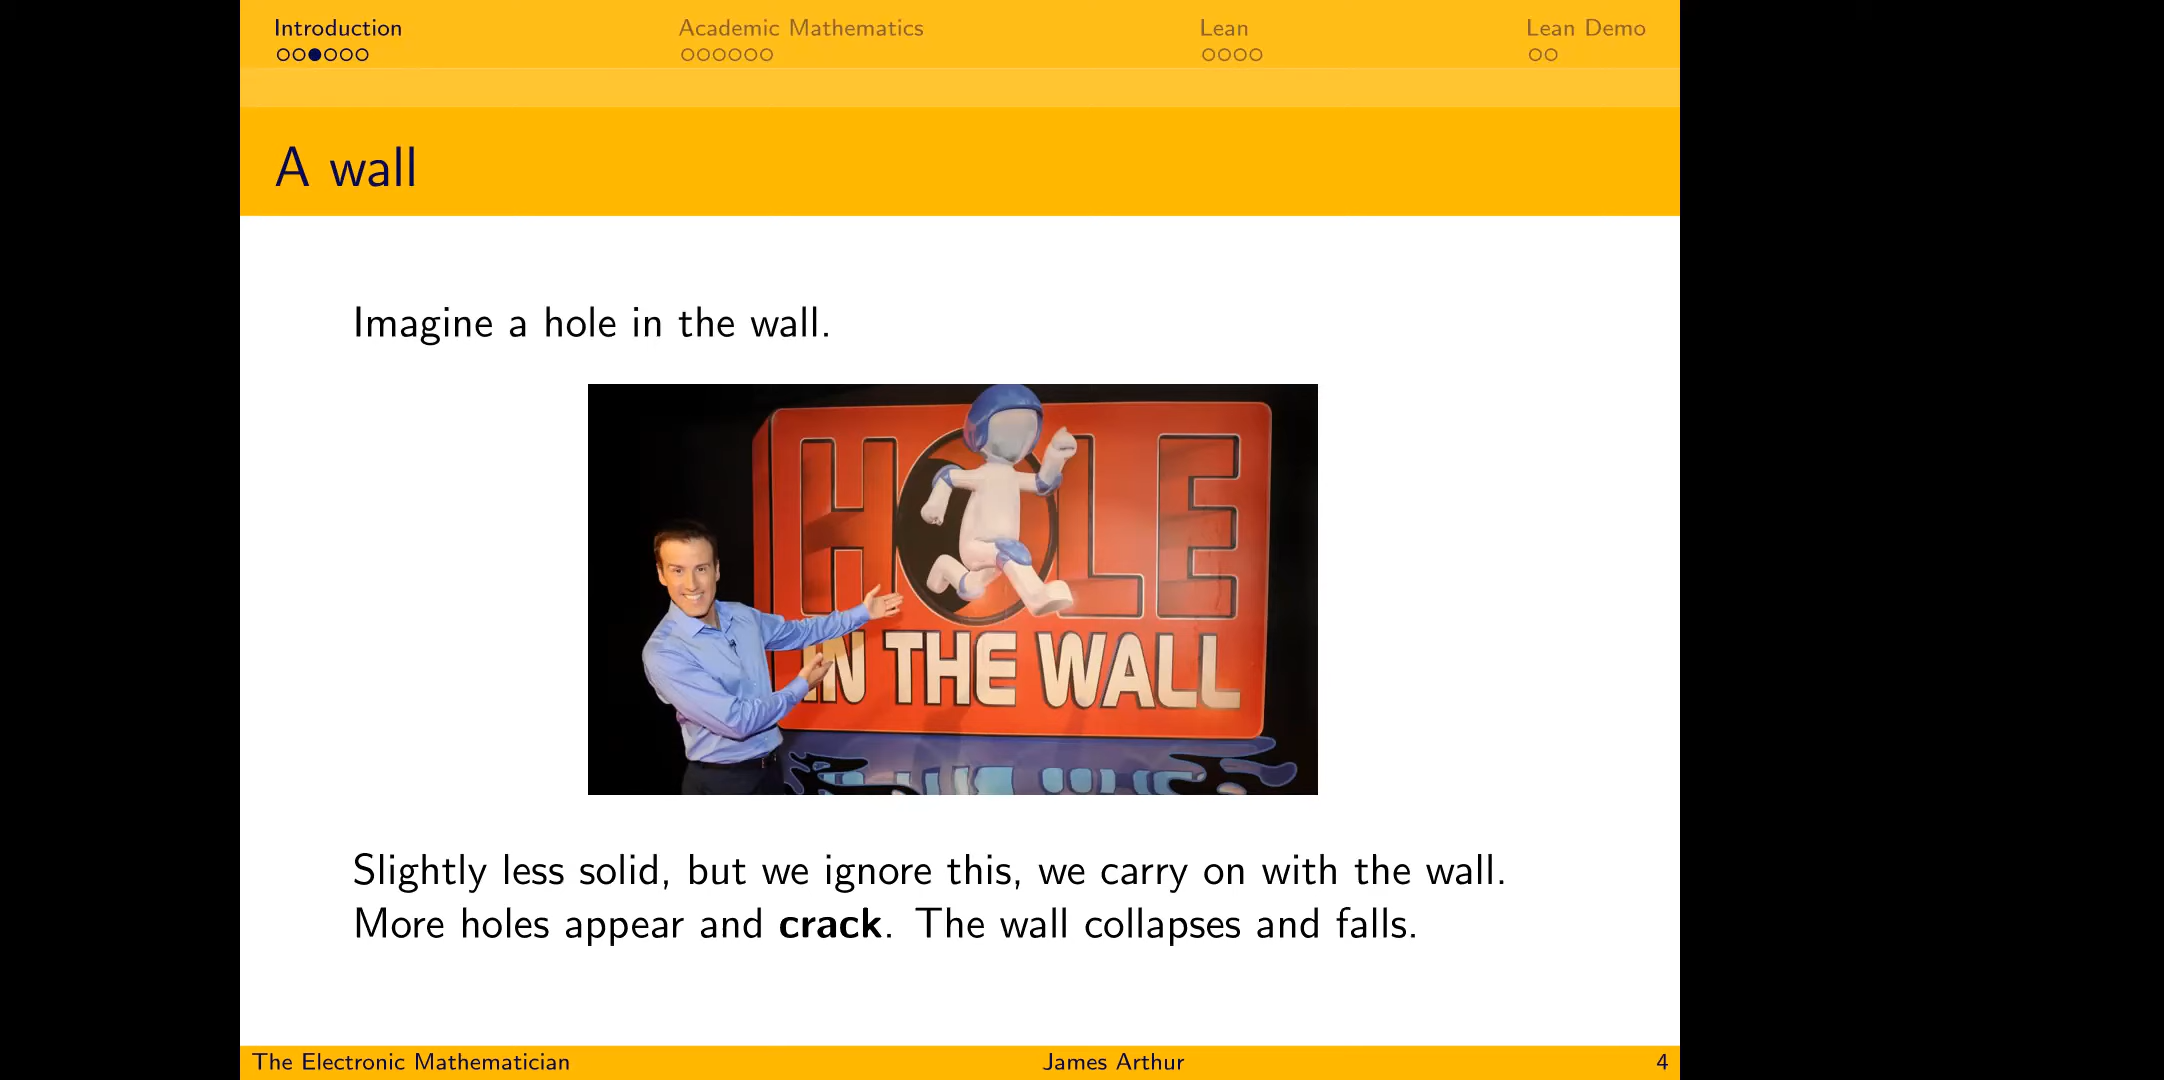 Introduction
Academic Mathematics
Lean
Lean Demo
A wall
Imagine a hole in the wall.
HOLE
IN THE WALL
Slightly less solid, but we ignore this, we carry on with the wall.
More holes appear and crack. The wall collapses and falls.
The Electronic Mathematician
James Arthur
4